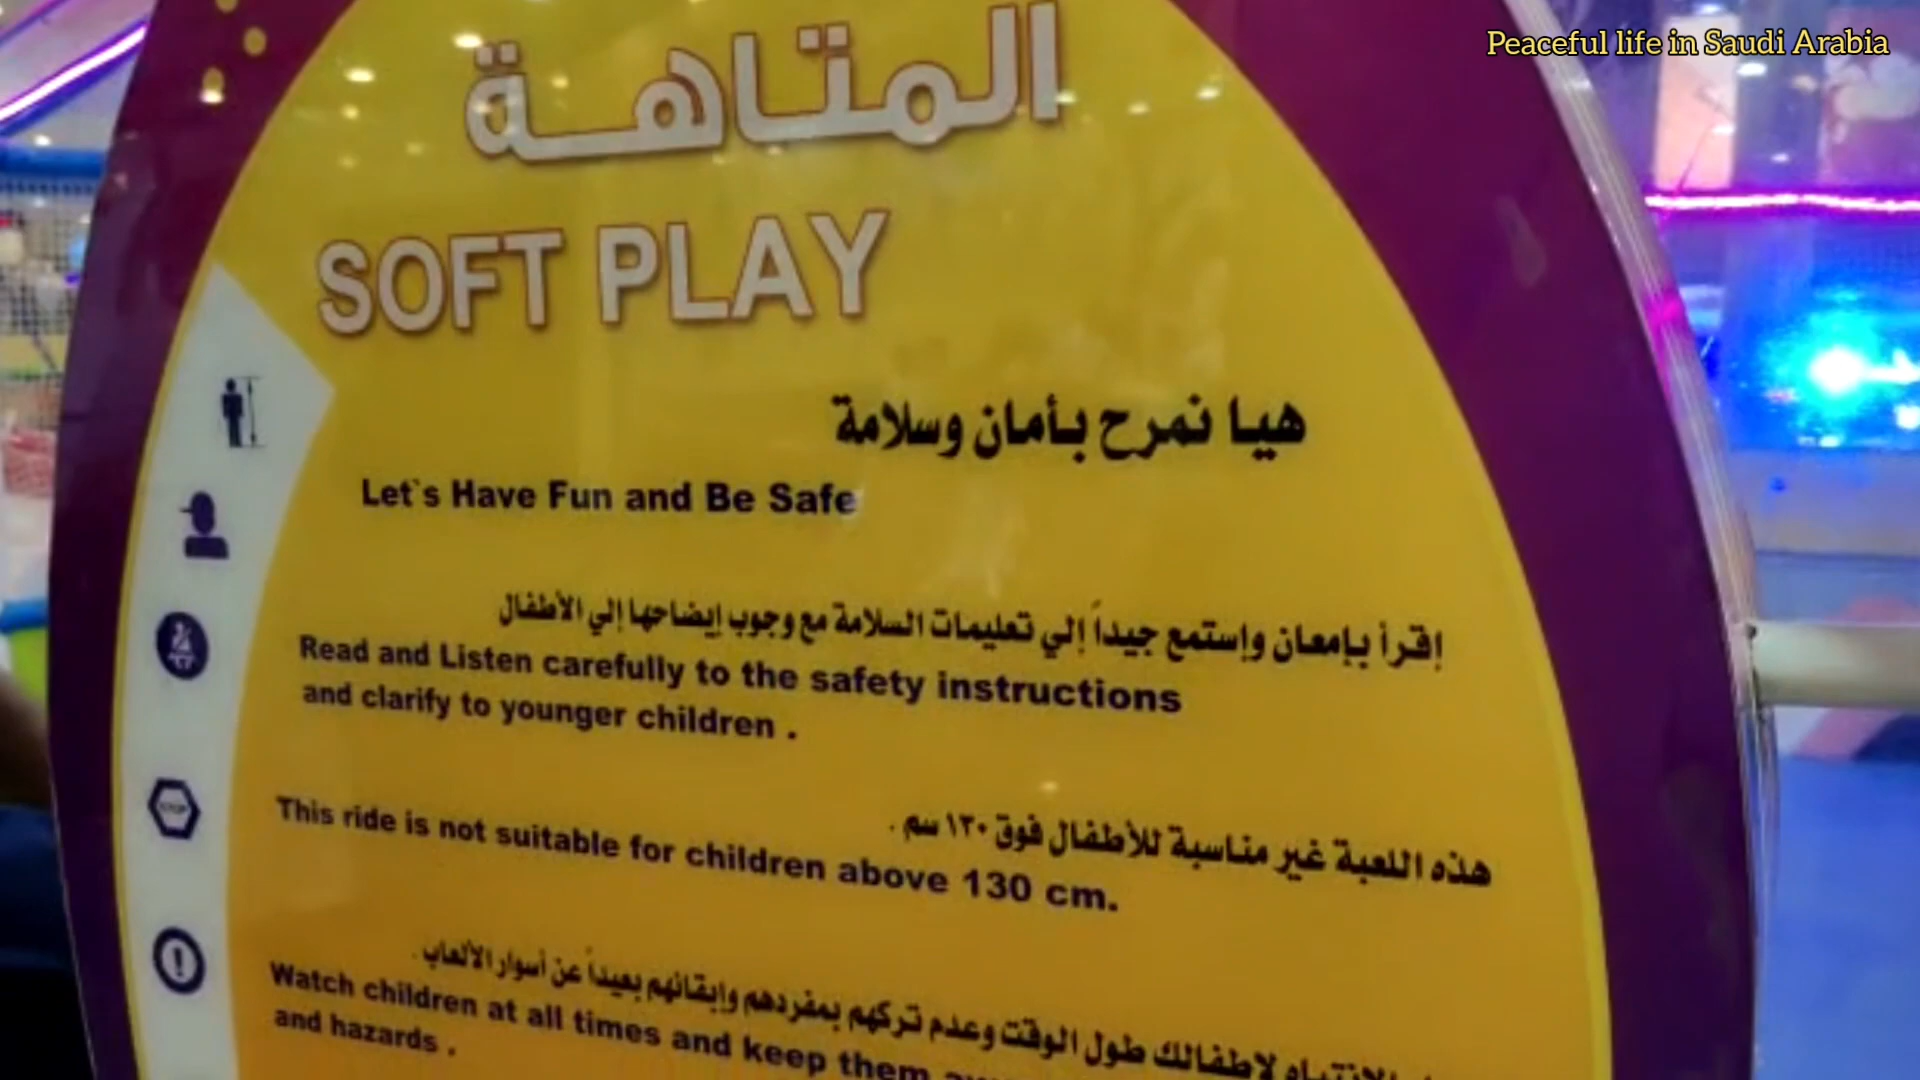 Peaceful life in Saudi Arabia
المتاهة
SOFT PLAY
هيا نمرح بأمان وسلامة
Let`s Have Fun and Be Safe
إقرأ بإمعان وإستمع جيداً إلي تعليمات السلامة مع وجوب إيضاحها إلي الأطفال
Read and Listen carefully to the safety instructions
and clarify to younger children .
هذه اللعبة غير مناسبة للأطفال فوق ١٣٠ سم .
This ride is not suitable for children above 130 cm.
الانتباه لاطفالك طول الوقت وعدم تركهم بمفردهم وإبقائهم بعيداً عن أسوار الألعاب .
Watch children at all times and keep them
and hazards .